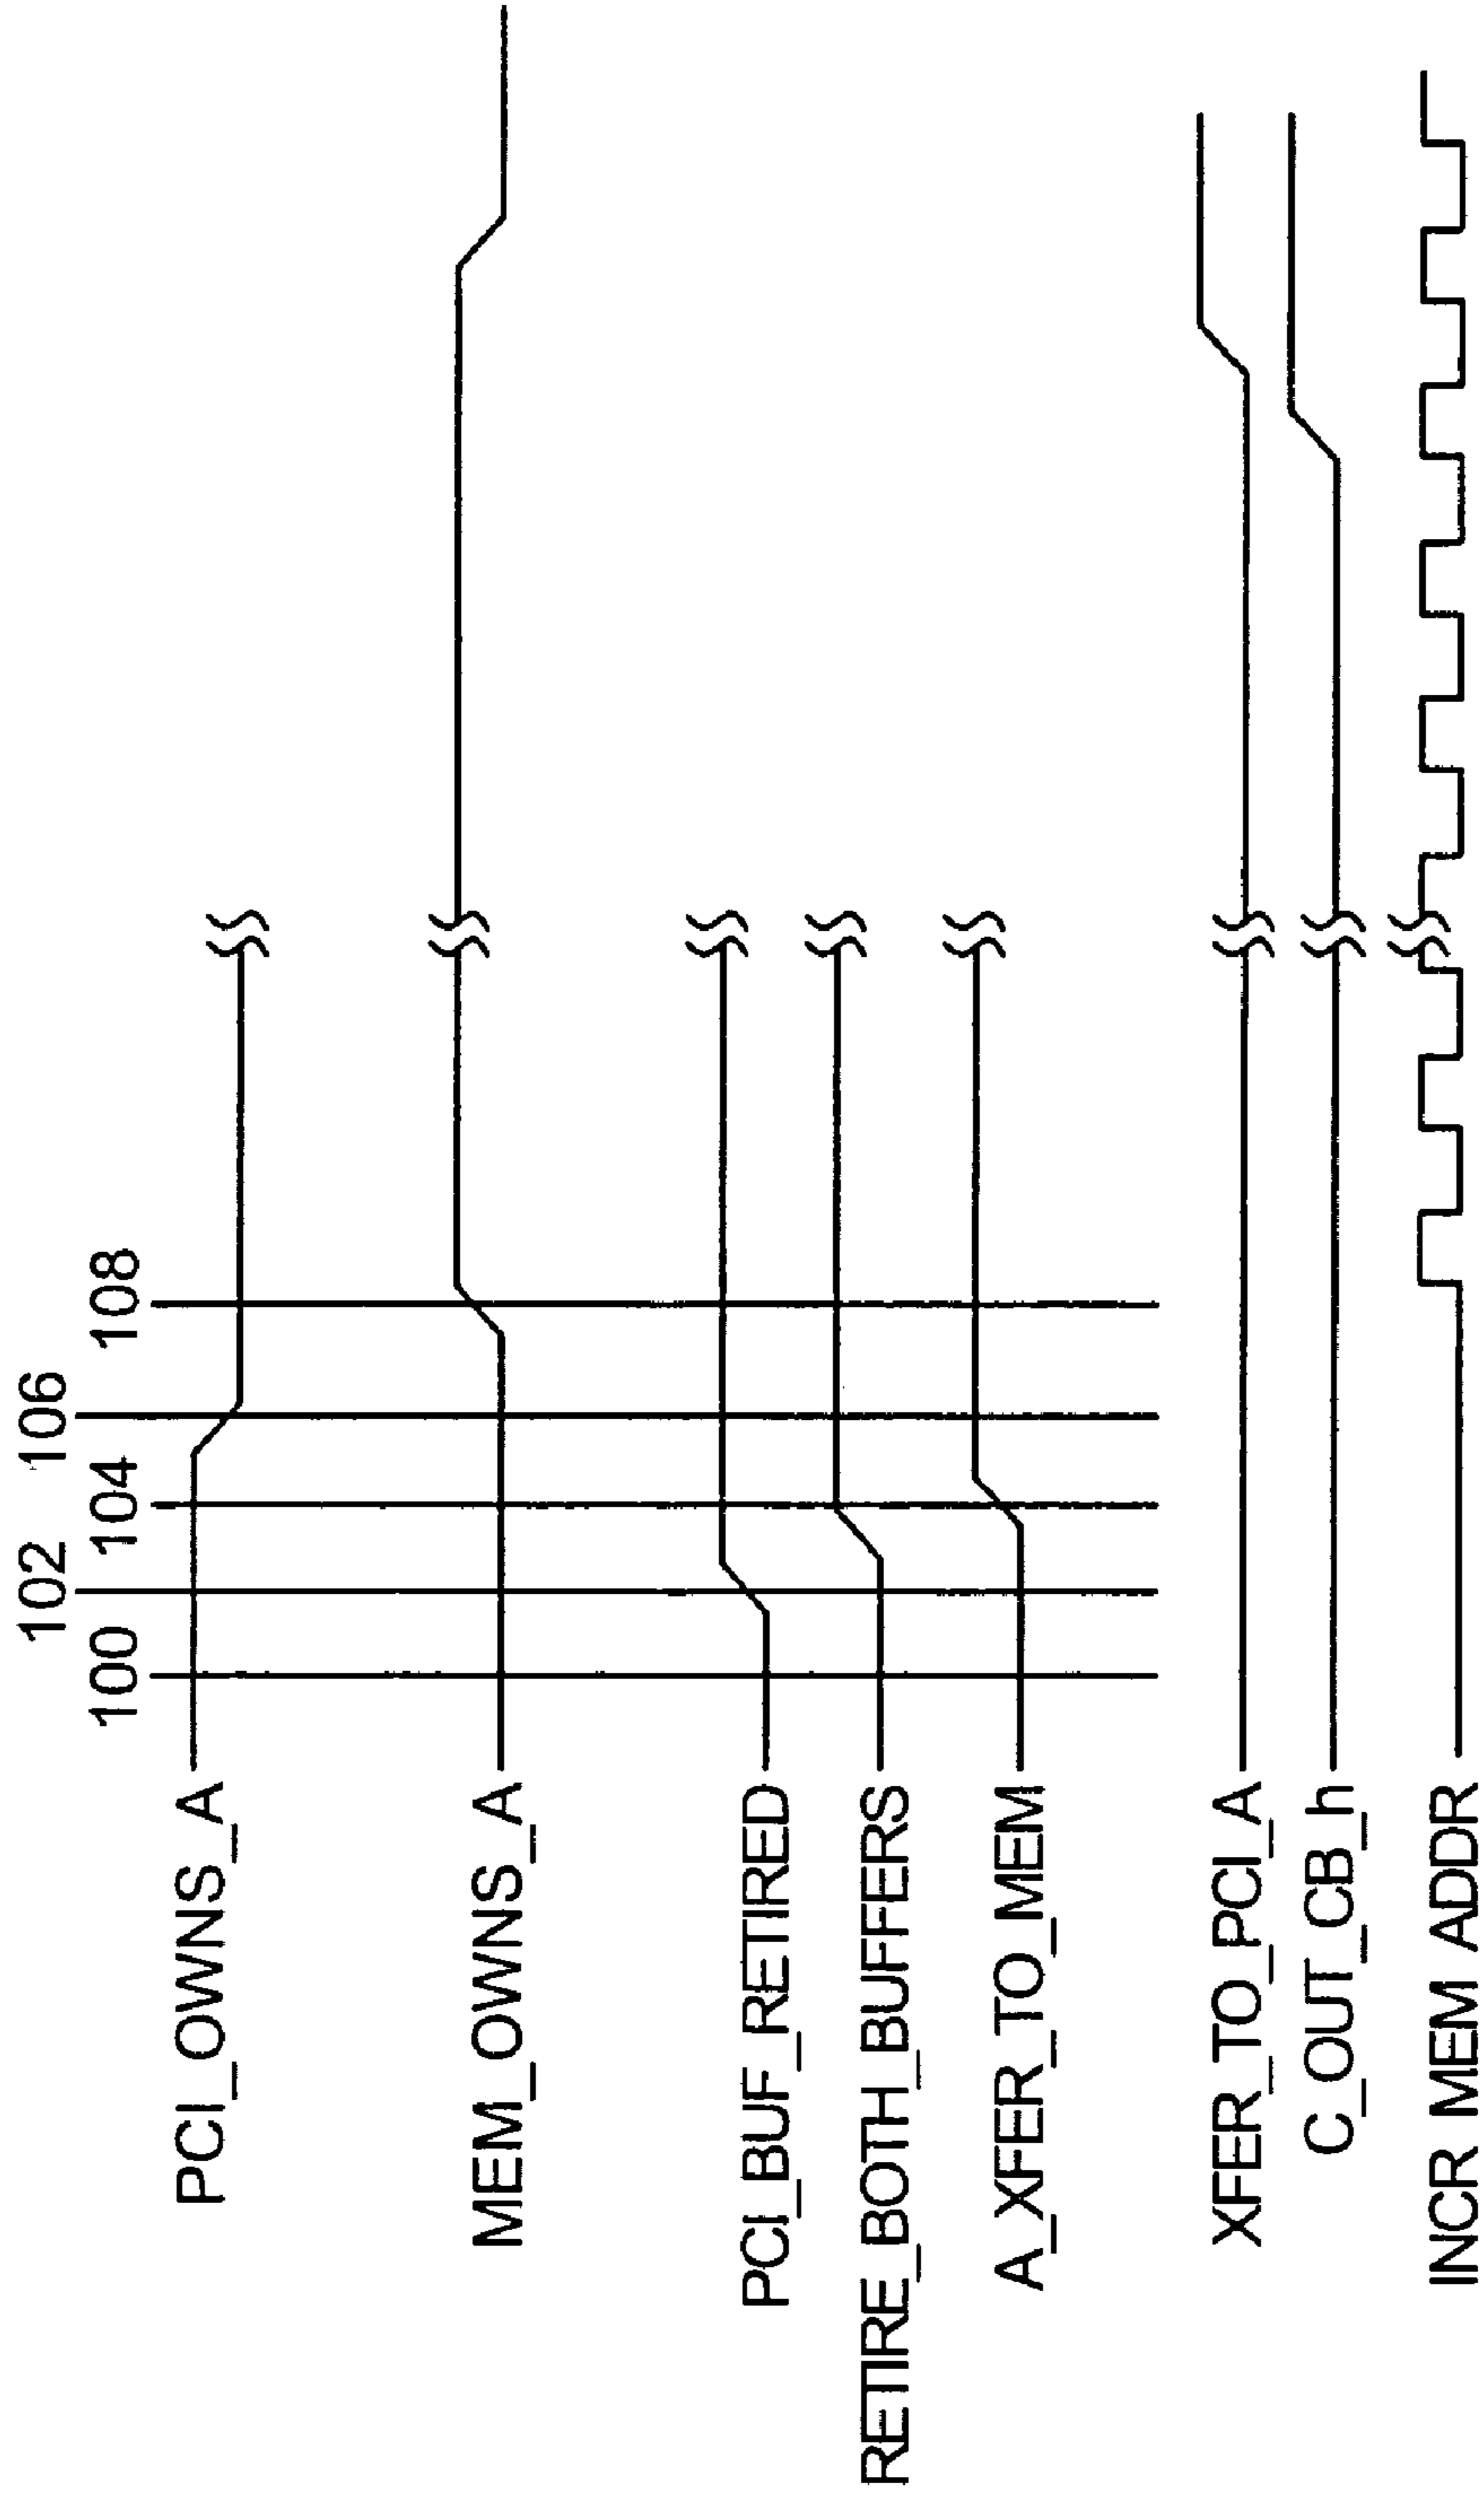 102 106
100 104 108
PCI_OWNS_A
MEM_OWNS_A
PCI_BUF_RETIRED
RETIRE_BOTH_BUFFERS
A_XFER_TO_MEM
XFER_TO_PCI_A
C_OUT_CB_h
INCR MEM ADDR